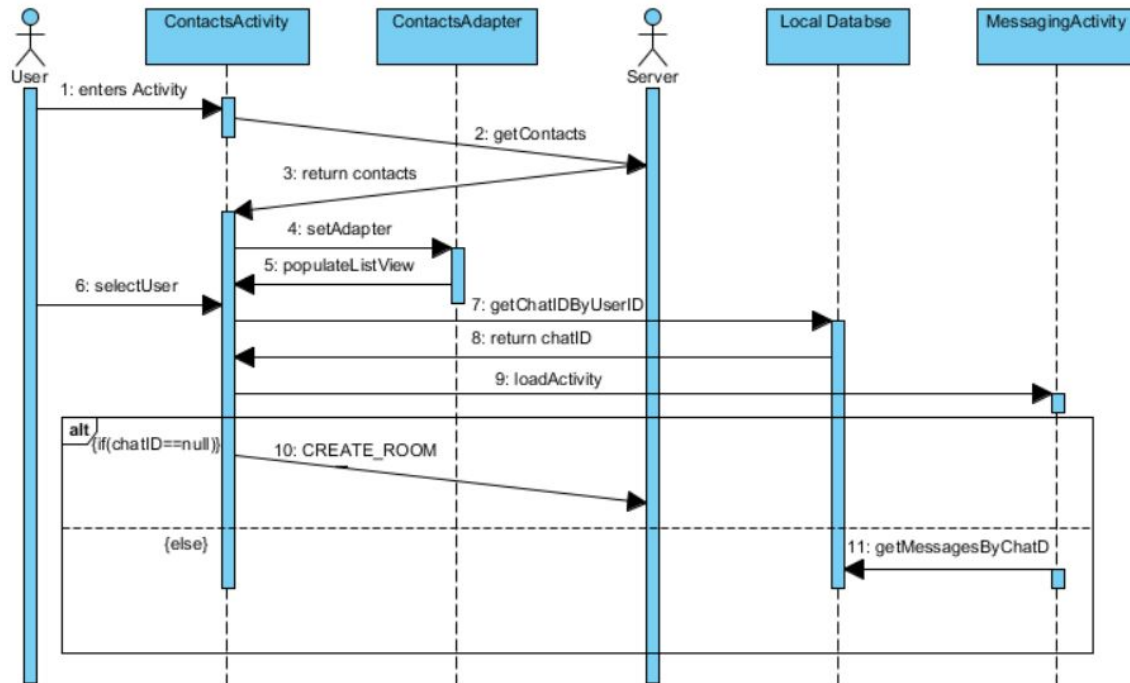 ContactsActivity
ContactsAdapter
Local Databse
MessagingActivity
User
Server
1: enters Activity
2: getContacts
3: return contacts
4: setAdapter
5: populateListView
6: selectUser
7: getChatIDByUserID
8: return chatID
9: loadActivity
alt
{if(chatID==null)}
10: CREATE_ROOM
{else}
11: getMessagesByChatD